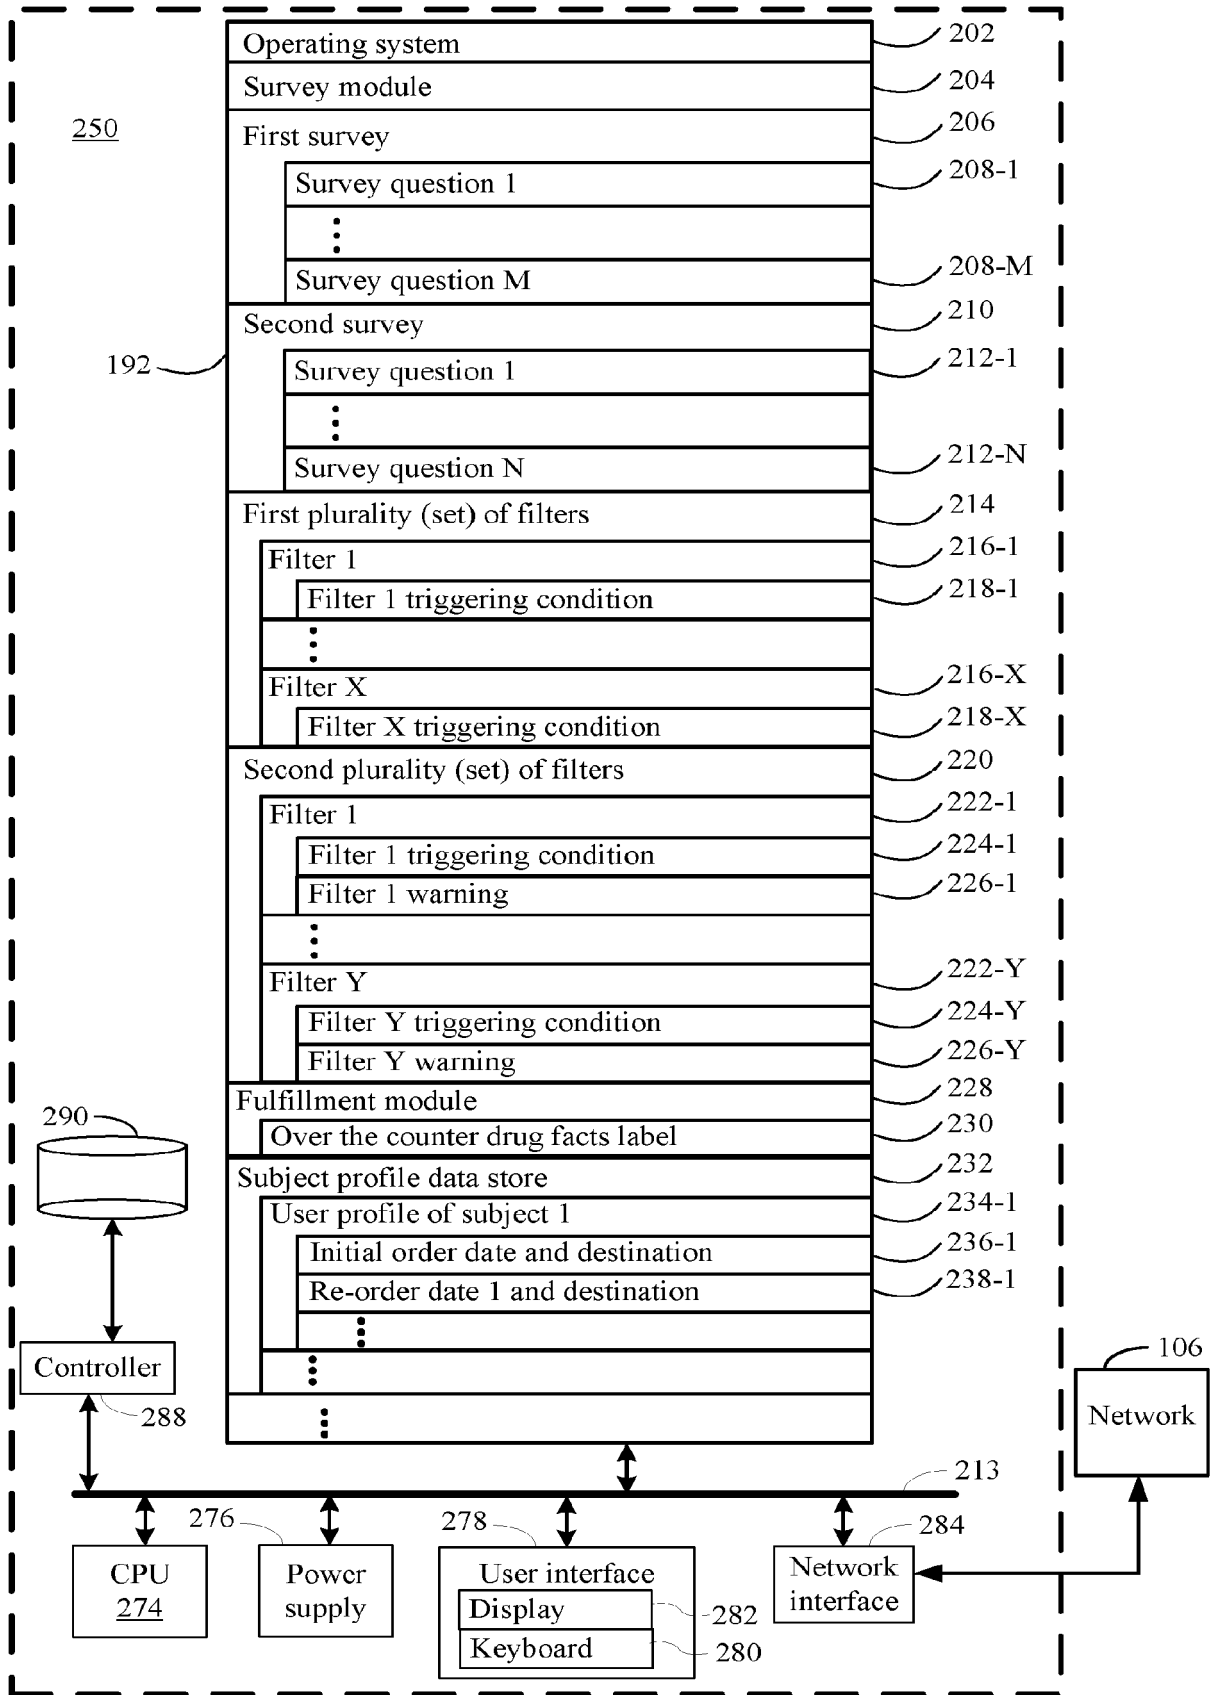 Operating system
202
Survey module
204
250
First survey
206
Survey question 1
208-1
Survey question M
208-M
Second survey
210
192
Survey question 1
212-1
Survey question N
212-N
First plurality (set) of filters
214
Filter 1
216-1
Filter 1 triggering condition
218-1
Filter X
216-X
Filter X triggering condition
218-X
Second plurality (set) of filters
220
Filter 1
222-1
Filter 1 triggering condition
224-1
Filter 1 warning
226-1
Filter Y
222-Y
Filter Y triggering condition
224-Y
Filter Y warning
226-Y
Fulfillment module
228
290
Over the counter drug facts label
230
Subject profile data store
232
User profile of subject 1
234-1
Initial order date and destination
236-1
Re-order date 1 and destination
238-1
Controller
288
106
Network
213
276
278
284
CPU
274
Power
supply
User interface
Display
282
Keyboard
280
Network
interface